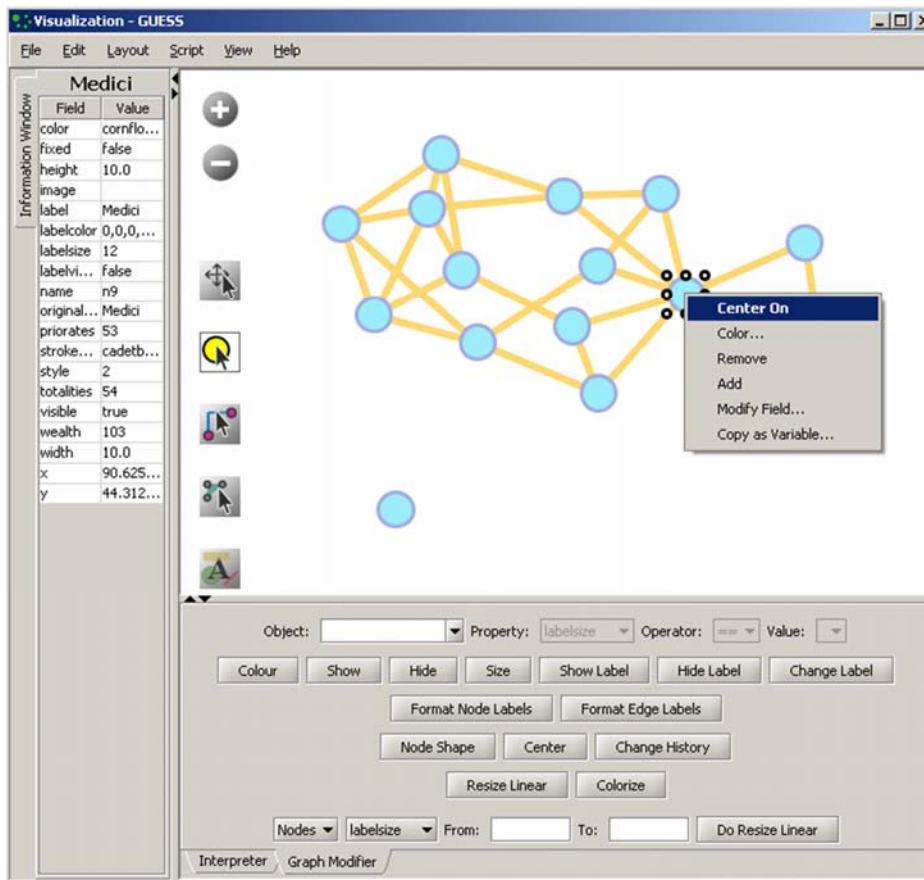 Visualization - GUESS
File Edit Layout Script View Help
Information Window
Medici
Field Value
color cornflo...
fixed false
height 10.0
image
label Medici
labelcolor 0,0,0,...
labelsize 12
labelvi... false
name n9
original... Medici
priorates 53
stroke... cadetb...
style 2
totalities 54
visible true
wealth 103
width 10.0
x 90.625...
y 44.312...
A
Center On
Color...
Remove
Add
Modify Field...
Copy as Variable...
Object: Property: labelsize Operator: == Value:
Colour Show Hide Size Show Label Hide Label Change Label
Format Node Labels Format Edge Labels
Node Shape Center Change History
Resize Linear Colorize
Nodes labelsize From: To: Do Resize Linear
Interpreter Graph Modifier